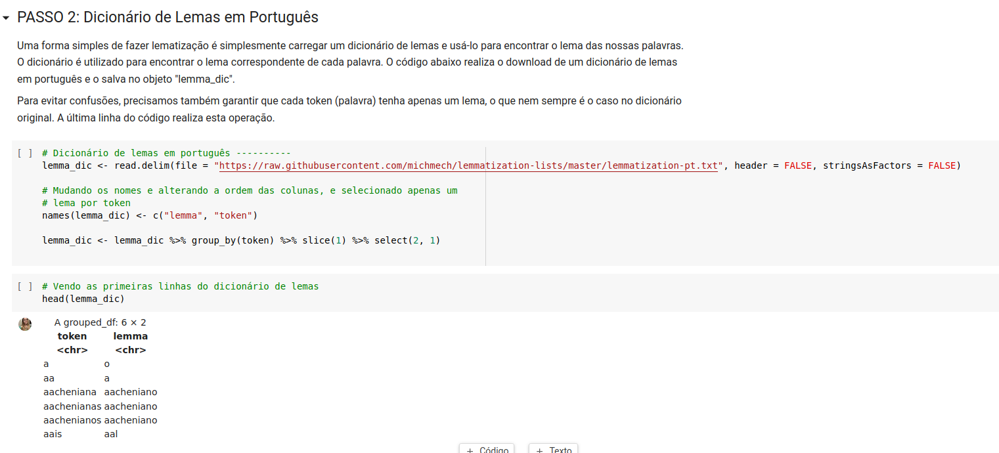 PASSO 2: Dicionário de Lemas em Português
Uma forma simples de fazer lematização é simplesmente carregar um dicionário de lemas e usá-lo para encontrar o lema das nossas palavras.
O dicionário é utilizado para encontrar o lema correspondente de cada palavra. O código abaixo realiza o download de um dicionário de lemas
em português e o salva no objeto "lemma_dic".
Para evitar confusões, precisamos também garantir que cada token (palavra) tenha apenas um lema, o que nem sempre é o caso no dicionário
original. A última linha do código realiza esta operação.
[ ] # Dicionário de lemas em português ----------
lemma_dic <- read.delim(file = "https://raw.githubusercontent.com/michmech/lemmatization-lists/master/lemmatization-pt.txt", header = FALSE, stringsAsFactors = FALSE)
# Mudando os nomes e alterando a ordem das colunas, e selecionado apenas um
# lema por token
names(lemma_dic) <- c("lemma", "token")
lemma_dic <- lemma_dic %>% group_by(token) %>% slice(1) %>% select(2, 1)
[ ] # Vendo as primeiras linhas do dicionário de lemas
head(lemma_dic)
A grouped_df: 6 × 2
token lemma
<chr> <chr>
a o
aa a
aacheniana aacheniano
aachenianas aacheniano
aachenianos aacheniano
aais aal
+ Código + Texto